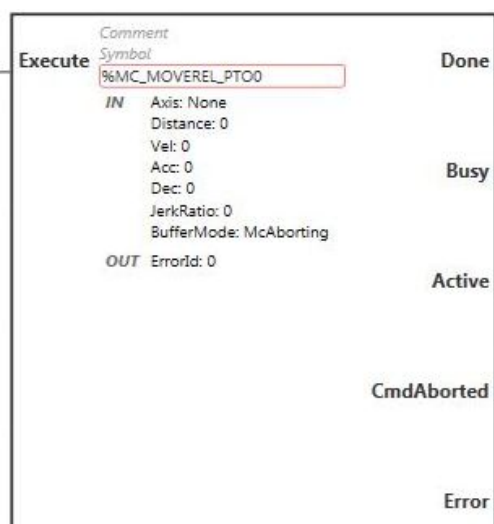 Comment
Execute Symbol Done
%MC_MOVEREL_PTO0
IN Axis: None
Distance: 0
Vel: 0
Busy
Acc: 0
Dec: 0
JerkRatio: 0
BufferMode: McAborting
OUT ErrorId: 0
Active
CmdAborted
Error